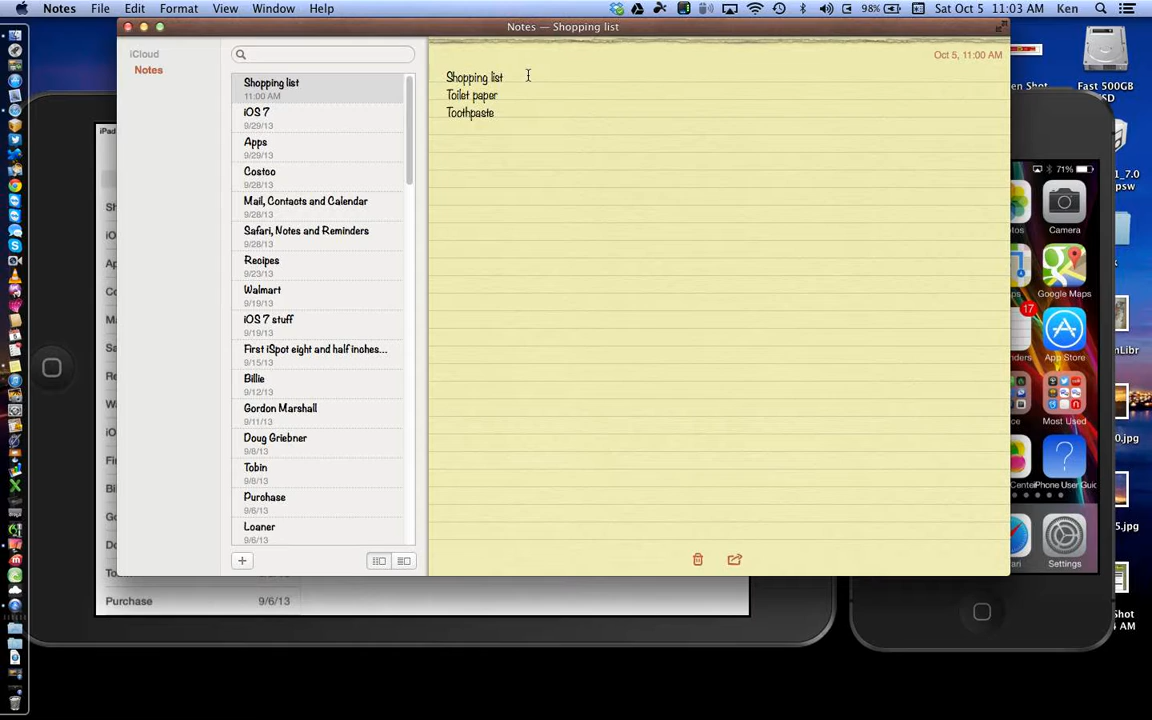 Notes File Edit Format View Window Help
98% Sat Oct 5 11:03 AM Ken
Notes — Shopping list
iCloud
Notes
Shopping list
11:00 AM
iOS 7
9/29/13
Apps
9/29/13
Costco
9/28/13
Mail, Contacts and Calendar
9/28/13
Safari, Notes and Reminders
9/28/13
Recipes
9/23/13
Walmart
9/19/13
iOS 7 stuff
9/19/13
First iSpot eight and half inches...
9/15/13
Billie
9/12/13
Gordon Marshall
9/11/13
Doug Griebner
9/8/13
Tobin
9/8/13
Purchase
9/6/13
Loaner
9/6/13
Oct 5, 11:00 AM
Shopping list
Toilet paper
Toothpaste
iPad
Purchase 9/6/13
71%
Camera
Google Maps
17
App Store
Most Used
iPhone User Guide
Settings
Fast 500GB